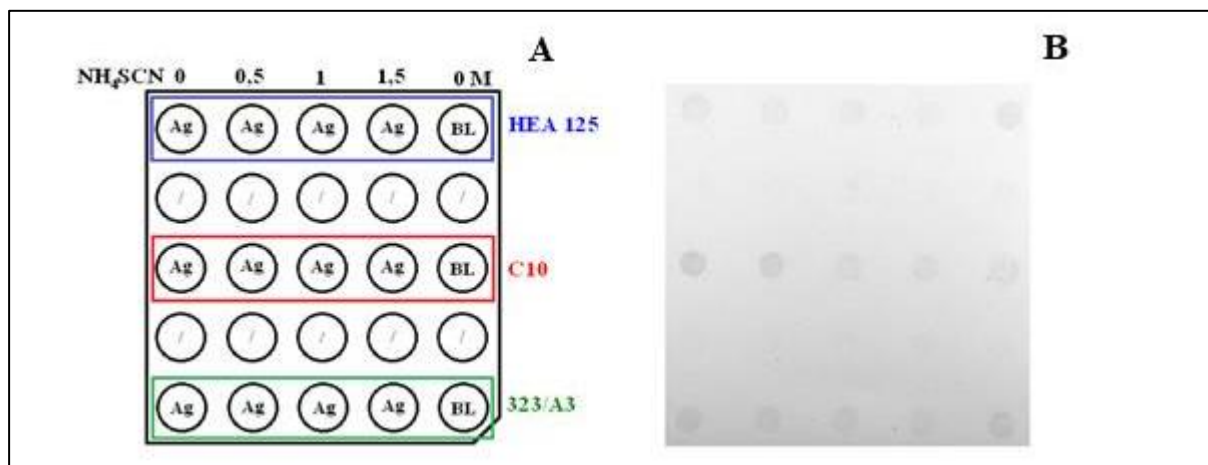 A
B
NH₄SCN 0 0,5 1 1,5 0 M
Ag Ag Ag Ag BL HEA 125
/ / / / /
Ag Ag Ag Ag BL C10
/ / / / /
Ag Ag Ag Ag BL 323/A3